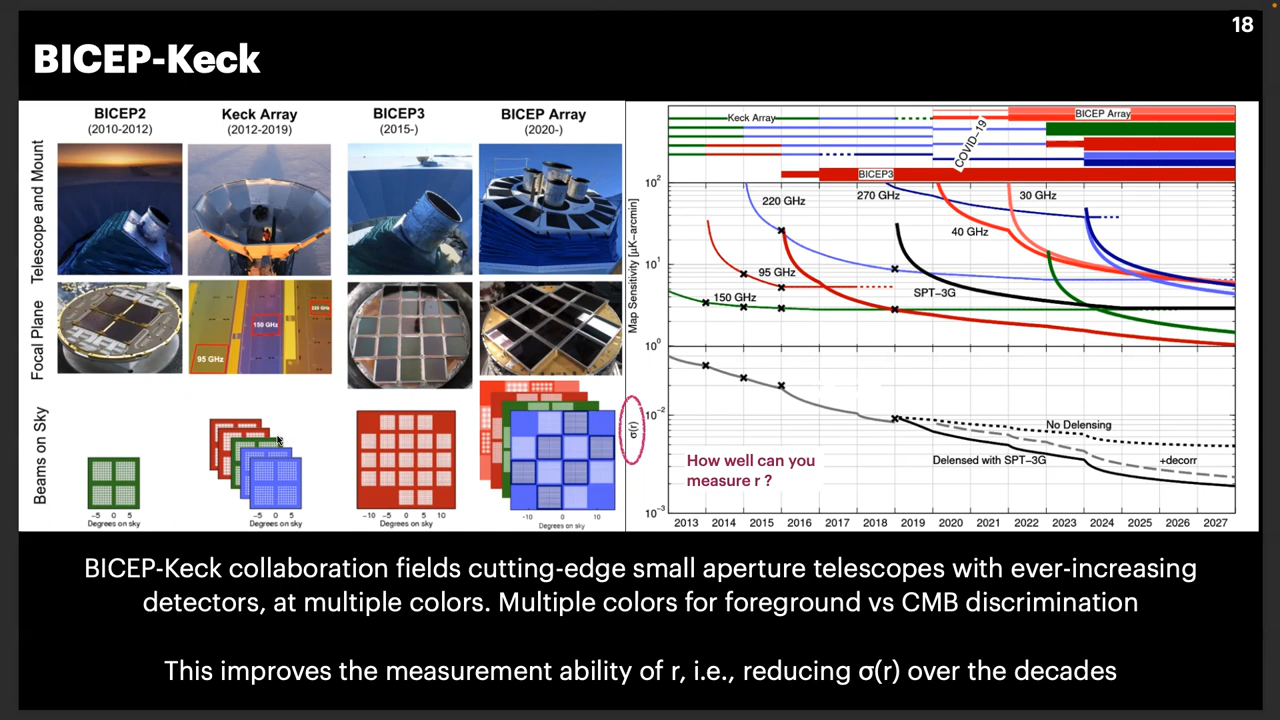 18
BICEP-Keck
BICEP2
(2010-2012)
Keck Array
(2012-2019)
BICEP3
(2015-)
BICEP Array
(2020-)
Telescope and Mount
Focal Plane
Beams on Sky
95 GHz
150 GHz
220 GHz
−5 0 5
Degrees on sky
−5 0 5
Degrees on sky
−10 −5 0 5 10
Degrees on sky
−10 0 10
Degrees on sky
Keck Array
BICEP Array
COVID−19
BICEP3
Map Sensitivity [μK−arcmin]
10²
10¹
10⁰
220 GHz
270 GHz
30 GHz
40 GHz
95 GHz
150 GHz
SPT−3G
σ(r)
10⁻²
10⁻³
No Delensing
Delensed with SPT−3G
+decorr
How well can you
measure r ?
2013 2014 2015 2016 2017 2018 2019 2020 2021 2022 2023 2024 2025 2026 2027
BICEP-Keck collaboration fields cutting-edge small aperture telescopes with ever-increasing
detectors, at multiple colors. Multiple colors for foreground vs CMB discrimination
This improves the measurement ability of r, i.e., reducing σ(r) over the decades